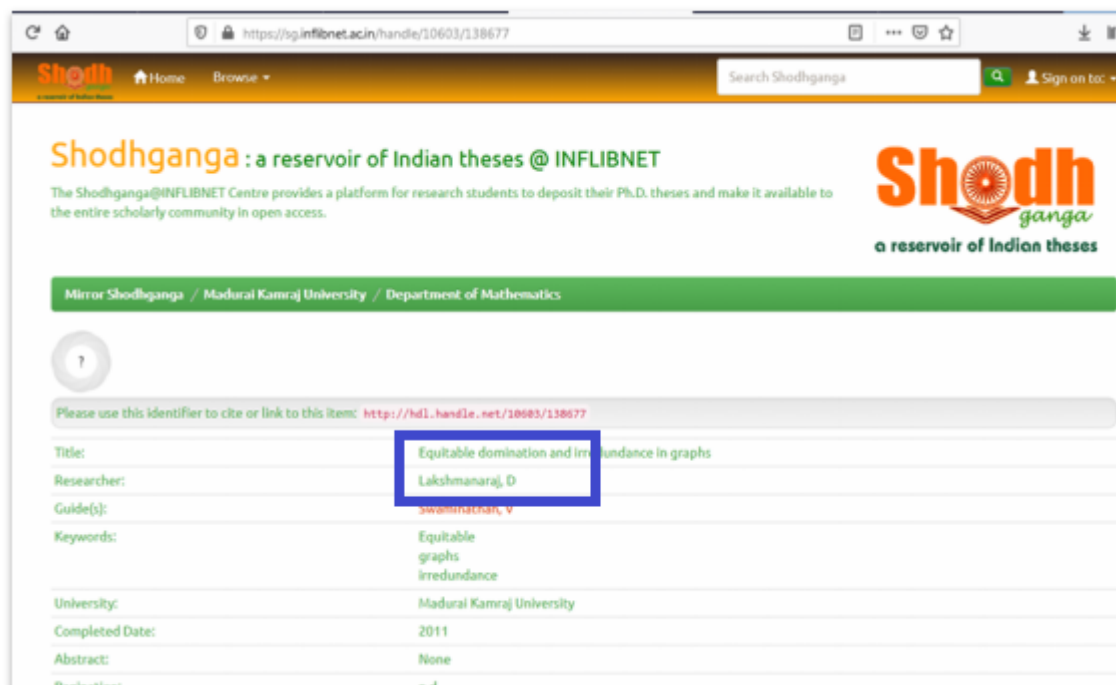 https://sg.inflibnet.ac.in/handle/10603/138677
Shodh
ganga
a reservoir of Indian theses
Home Browse
Search Shodhganga
Sign on to:
Shodhganga : a reservoir of Indian theses @ INFLIBNET
The Shodhganga@INFLIBNET Centre provides a platform for research students to deposit their Ph.D. theses and make it available to
the entire scholarly community in open access.
Shodh
ganga
a reservoir of Indian theses
Mirror Shodhganga / Madurai Kamraj University / Department of Mathematics
?
Please use this identifier to cite or link to this item: http://hdl.handle.net/10603/138677
Title: Equitable domination and irredundance in graphs
Researcher: Lakshmanaraj, D
Guide(s): Swaminathan, V
Keywords: Equitable
graphs
irredundance
University: Madurai Kamraj University
Completed Date: 2011
Abstract: None